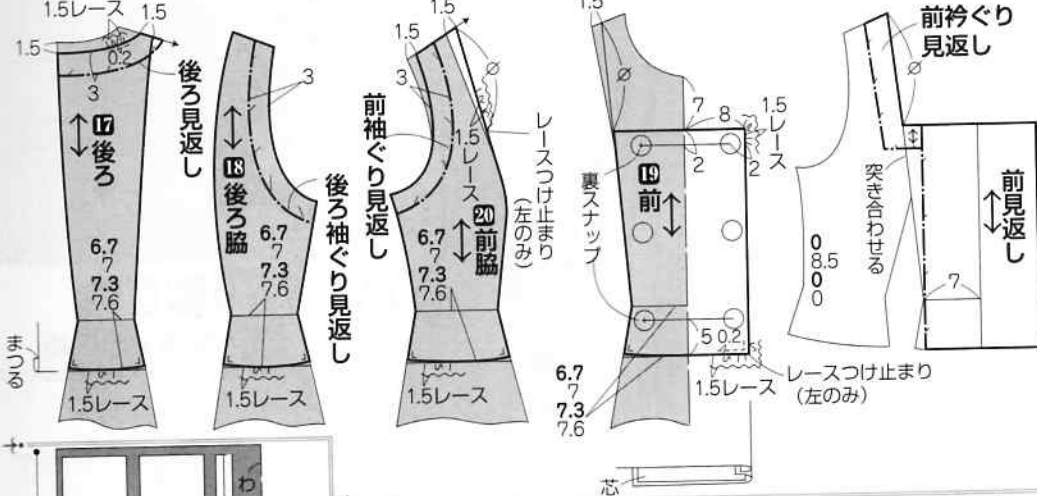 1.5レース
1.5
1.5
0.2
3
後ろ見返し
17 後ろ
6.7
7
7.3
7.6
まつる
1.5レース
3
18 後ろ脇
後ろ袖ぐり見返し
6.7
7
7.3
7.6
1.5レース
1.5
1.5
3
∅
前袖ぐり見返し
1.5レース
レースつけ止まり
(左のみ)
20 前脇
6.7
7
7.3
7.6
1.5レース
1.5
∅
7
8
1.5レース
2
2
19 前
裏スナップ
5
0.2
6.7
7
7.3
7.6
1.5レース
レースつけ止まり
(左のみ)
芯
前衿ぐり
見返し
∅
突き合わせる
前見返し
7
0
8.5
0
0
わ